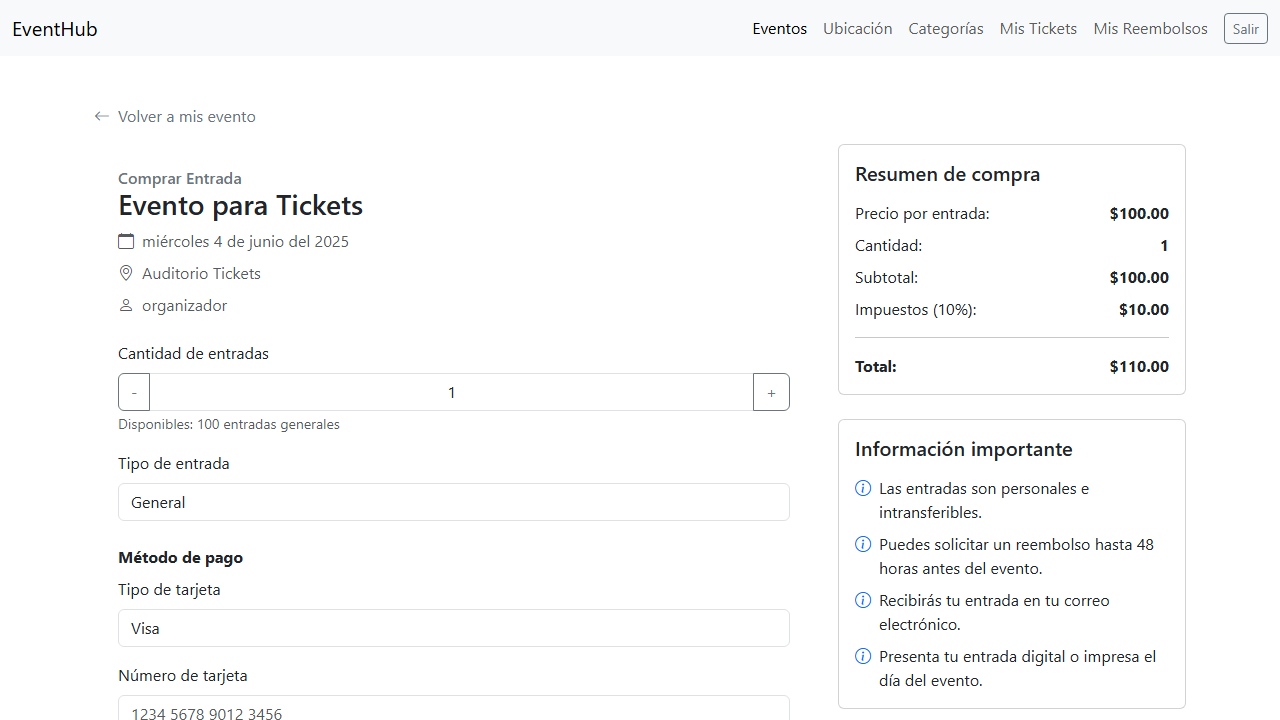 EventHub
Eventos
Ubicación
Categorías
Mis Tickets
Mis Reembolsos
Salir
Volver a mis evento
Comprar Entrada
Evento para Tickets
miércoles 4 de junio del 2025
Auditorio Tickets
organizador
Cantidad de entradas
- 1 +
Disponibles: 100 entradas generales
Tipo de entrada
General
Método de pago
Tipo de tarjeta
Visa
Número de tarjeta
1234 5678 9012 3456
Resumen de compra
Precio por entrada: $100.00
Cantidad: 1
Subtotal: $100.00
Impuestos (10%): $10.00
Total: $110.00
Información importante
Las entradas son personales e
intransferibles.
Puedes solicitar un reembolso hasta 48
horas antes del evento.
Recibirás tu entrada en tu correo
electrónico.
Presenta tu entrada digital o impresa el
día del evento.